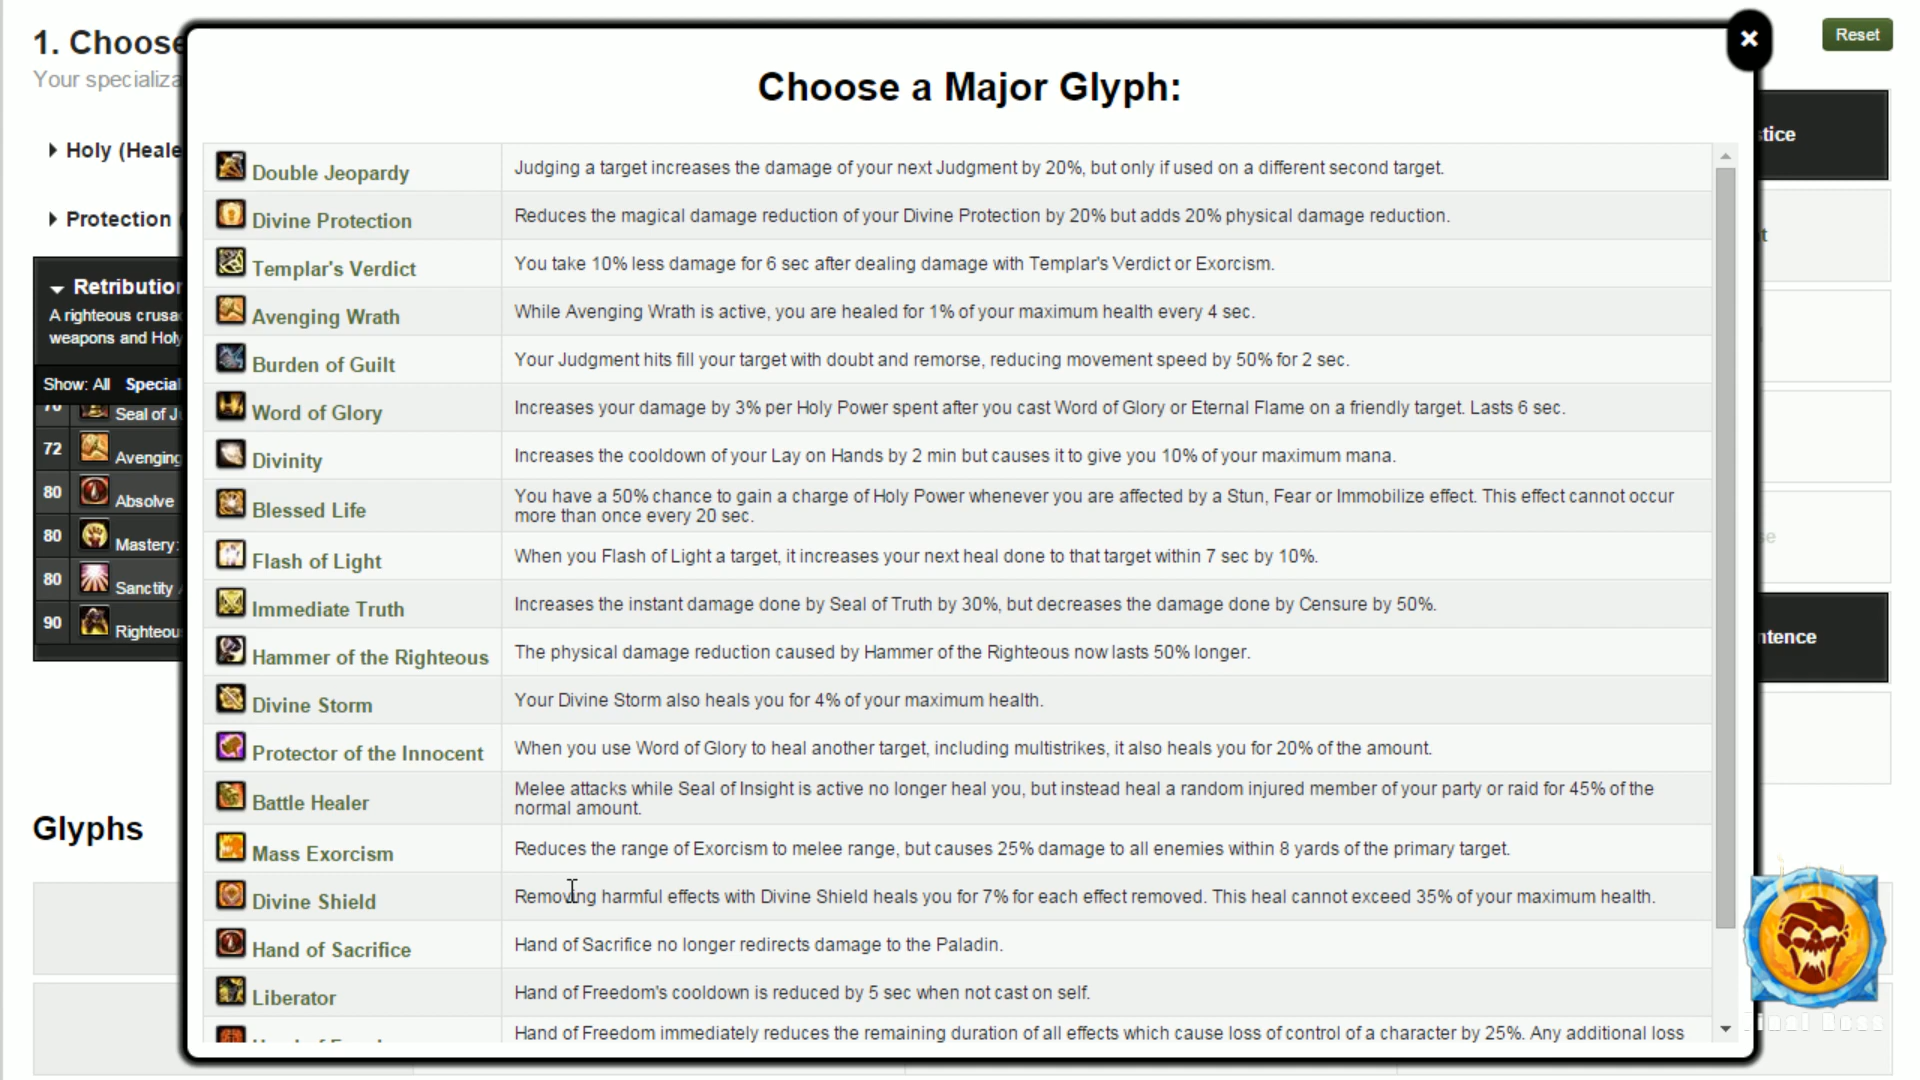 1. Choose
Your specializa
Reset
Choose a Major Glyph:
Holy (Heale
Protection
Retribution
A righteous crusa
weapons and Holy
Show: All Special
70 Seal of Ju
72 Avenging
80 Absolve
80 Mastery:
80 Sanctity
90 Righteou
Glyphs
Double Jeopardy Judging a target increases the damage of your next Judgment by 20%, but only if used on a different second target.
Divine Protection Reduces the magical damage reduction of your Divine Protection by 20% but adds 20% physical damage reduction.
Templar's Verdict You take 10% less damage for 6 sec after dealing damage with Templar's Verdict or Exorcism.
Avenging Wrath While Avenging Wrath is active, you are healed for 1% of your maximum health every 4 sec.
Burden of Guilt Your Judgment hits fill your target with doubt and remorse, reducing movement speed by 50% for 2 sec.
Word of Glory Increases your damage by 3% per Holy Power spent after you cast Word of Glory or Eternal Flame on a friendly target. Lasts 6 sec.
Divinity Increases the cooldown of your Lay on Hands by 2 min but causes it to give you 10% of your maximum mana.
Blessed Life You have a 50% chance to gain a charge of Holy Power whenever you are affected by a Stun, Fear or Immobilize effect. This effect cannot occur
more than once every 20 sec.
Flash of Light When you Flash of Light a target, it increases your next heal done to that target within 7 sec by 10%.
Immediate Truth Increases the instant damage done by Seal of Truth by 30%, but decreases the damage done by Censure by 50%.
Hammer of the Righteous The physical damage reduction caused by Hammer of the Righteous now lasts 50% longer.
Divine Storm Your Divine Storm also heals you for 4% of your maximum health.
Protector of the Innocent When you use Word of Glory to heal another target, including multistrikes, it also heals you for 20% of the amount.
Battle Healer Melee attacks while Seal of Insight is active no longer heal you, but instead heal a random injured member of your party or raid for 45% of the
normal amount.
Mass Exorcism Reduces the range of Exorcism to melee range, but causes 25% damage to all enemies within 8 yards of the primary target.
Divine Shield Removing harmful effects with Divine Shield heals you for 7% for each effect removed. This heal cannot exceed 35% of your maximum health.
Hand of Sacrifice Hand of Sacrifice no longer redirects damage to the Paladin.
Liberator Hand of Freedom's cooldown is reduced by 5 sec when not cast on self.
Hand of Freedom immediately reduces the remaining duration of all effects which cause loss of control of a character by 25%. Any additional loss
stice
t
se
ntence
Final Boss